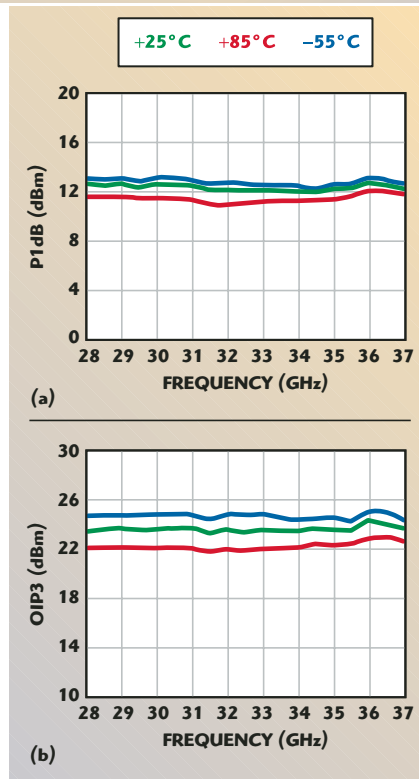 +25°C +85°C −55°C
20
16
12
8
4
0
P1dB (dBm)
28 29 30 31 32 33 34 35 36 37
FREQUENCY (GHz)
(a)
30
26
22
18
14
10
OIP3 (dBm)
28 29 30 31 32 33 34 35 36 37
FREQUENCY (GHz)
(b)